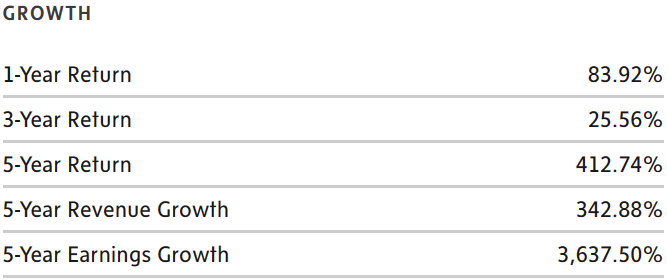 GROWTH
1-Year Return 83.92%
3-Year Return 25.56%
5-Year Return 412.74%
5-Year Revenue Growth 342.88%
5-Year Earnings Growth 3,637.50%